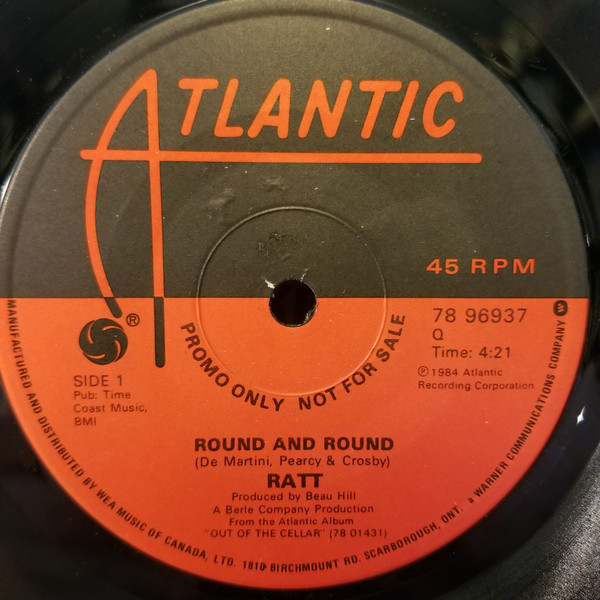 ATLANTIC
45 RPM
®
SIDE 1
Pub: Time
Coast Music,
BMI
78 96937
Q
Time: 4:21
℗ 1984 Atlantic
Recording Corporation
PROMO ONLY NOT FOR SALE
ROUND AND ROUND
(De Martini, Pearcy & Crosby)
RATT
Produced by Beau Hill
A Berle Company Production
From the Atlantic Album
"OUT OF THE CELLAR" (78 01431)
MANUFACTURED AND DISTRIBUTED BY WEA MUSIC OF CANADA, LTD. 1810 BIRCHMOUNT RD. SCARBOROUGH, ONT. a WARNER COMMUNICATIONS COMPANY